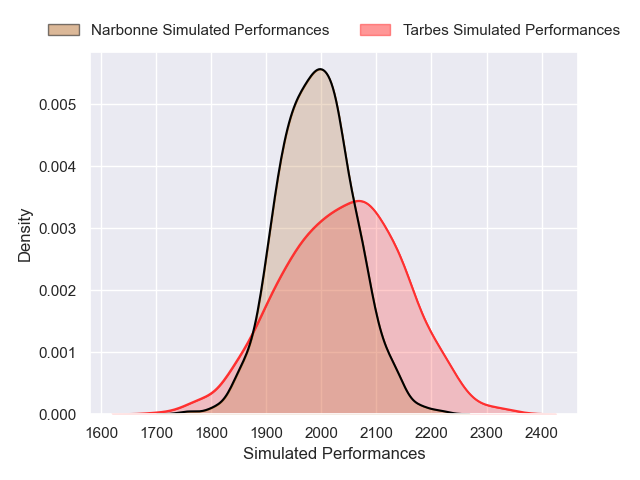 Narbonne Simulated Performances Tarbes Simulated Performances
0.005
0.004
0.003
0.002
0.001
0.000
Density
1600 1700 1800 1900 2000 2100 2200 2300 2400
Simulated Performances